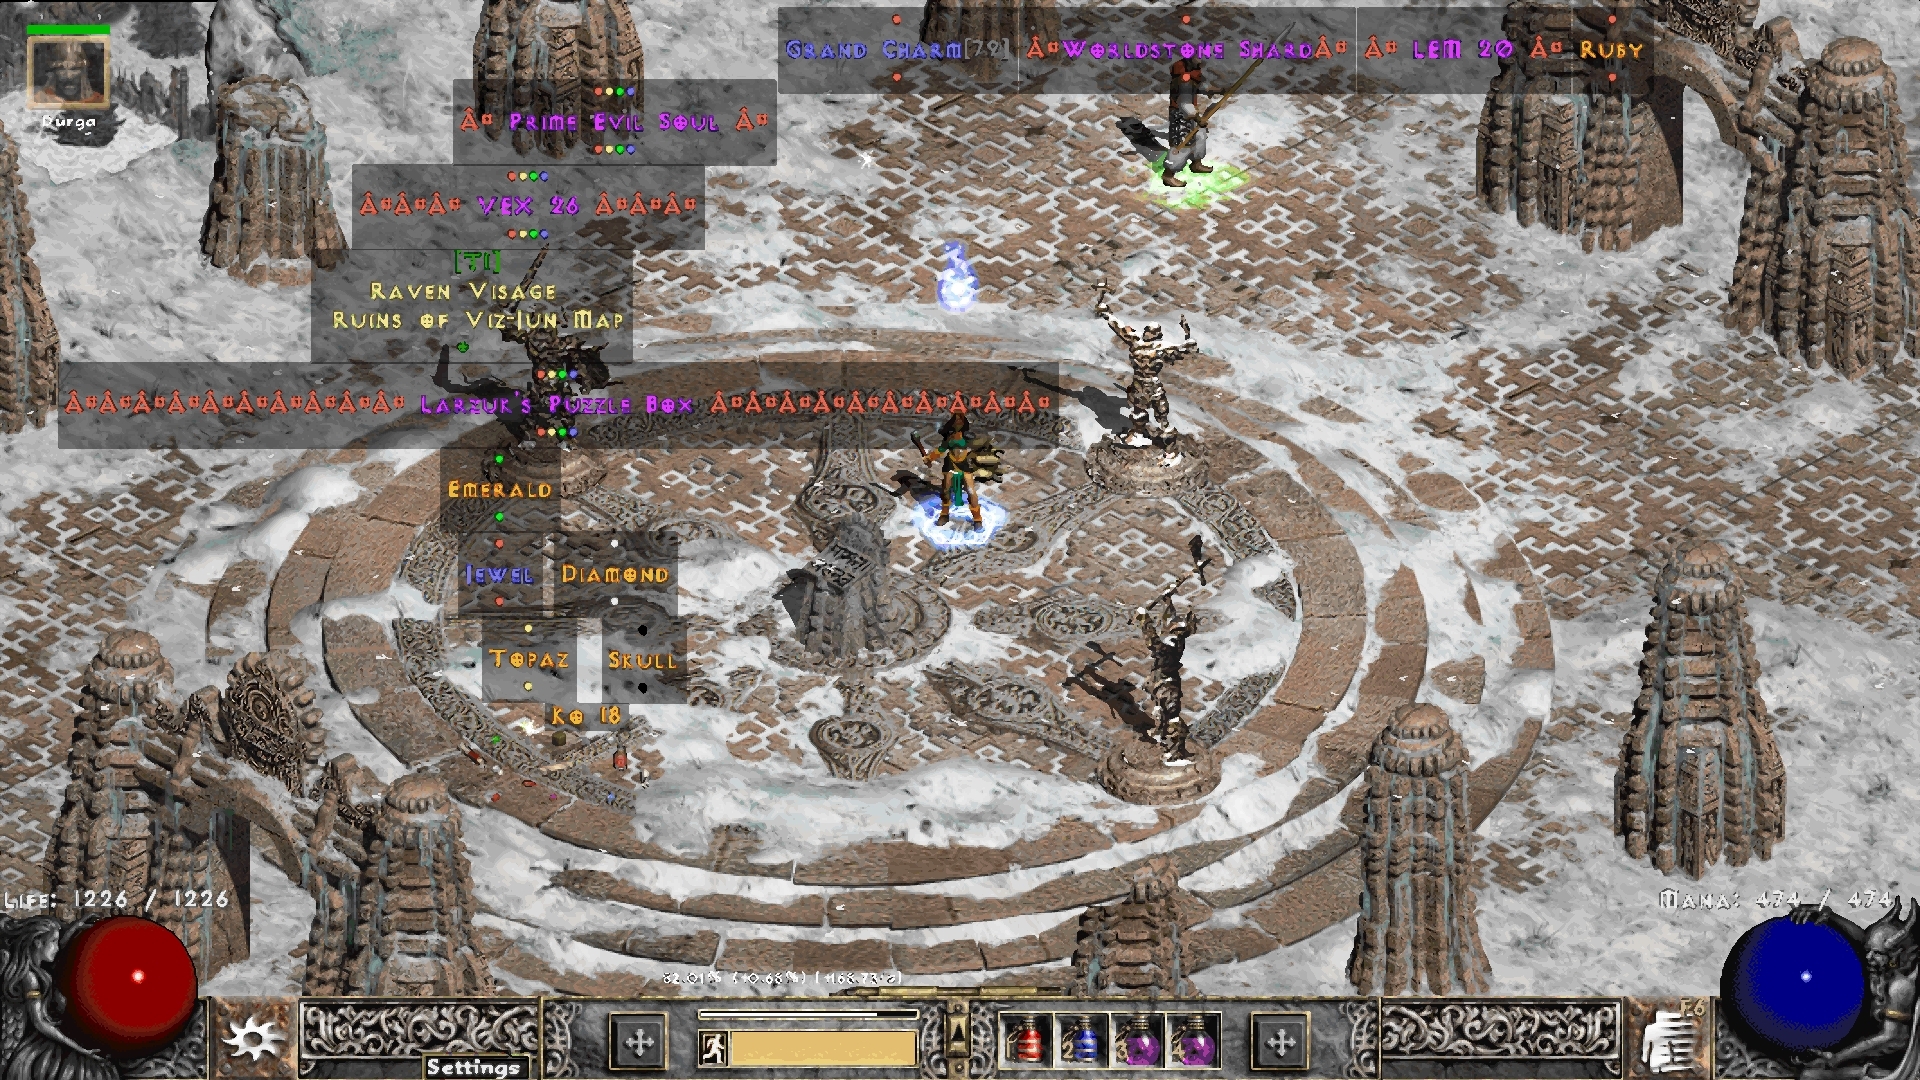 Durga
Grand Charm[79]
¤Worldstone Shard¤
¤ LEM 20 ¤
Ruby
¤ Prime Evil Soul ¤
¤¤¤ VEX 26 ¤¤¤
[T1]
Raven Visage
Ruins of Viz-Jun Map
¤¤¤¤¤¤¤¤¤¤ Larzuk's Puzzle Box ¤¤¤¤¤¤¤¤¤¤
Emerald
Jewel
Diamond
Topaz
Skull
Ko 18
Life: 1226 / 1226
Mana: 474 / 474
Settings
F6